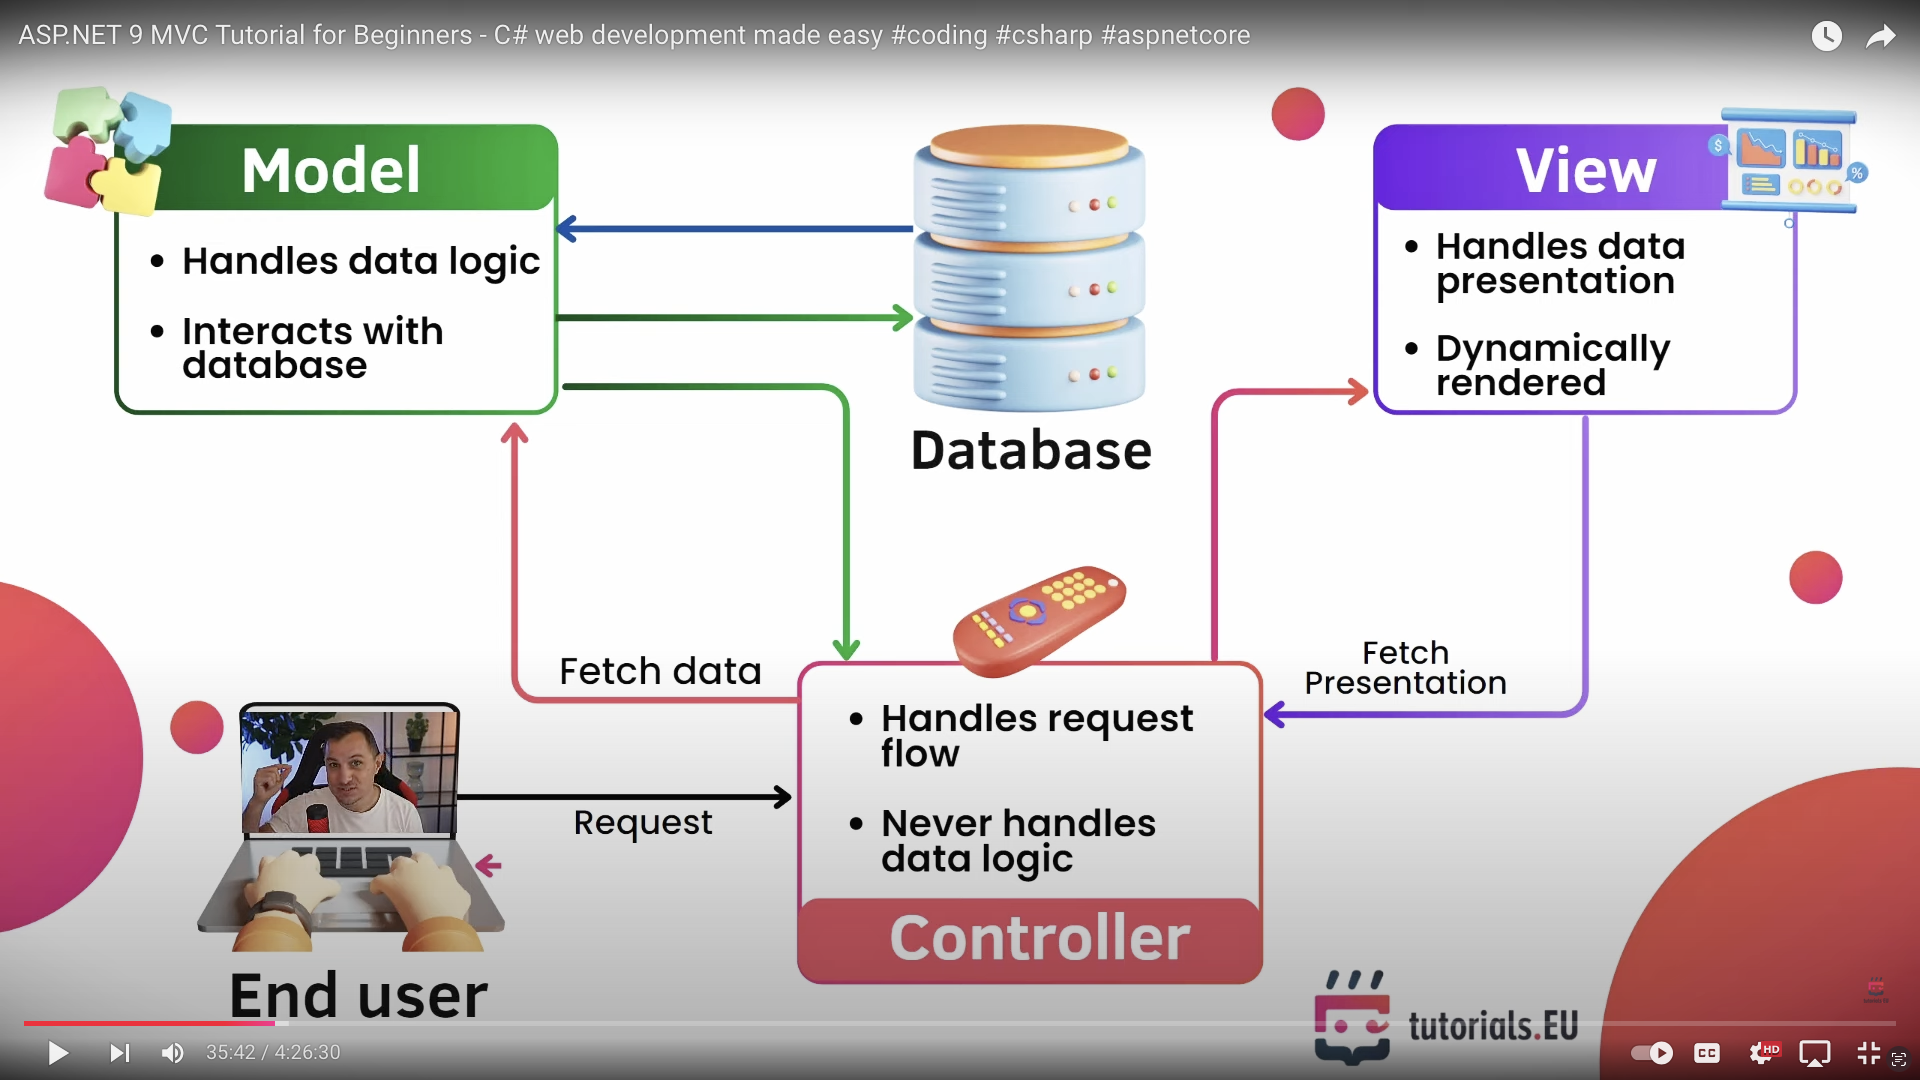 ASP.NET 9 MVC Tutorial for Beginners - C# web development made easy #coding #csharp #aspnetcore
Model
• Handles data logic
• Interacts with
database
Database
View
• Handles data
presentation
• Dynamically
rendered
$
%
Fetch data
Fetch
Presentation
Request
• Handles request
flow
• Never handles
data logic
Controller
End user
tutorials.EU
35:42 / 4:26:30
CC
HD